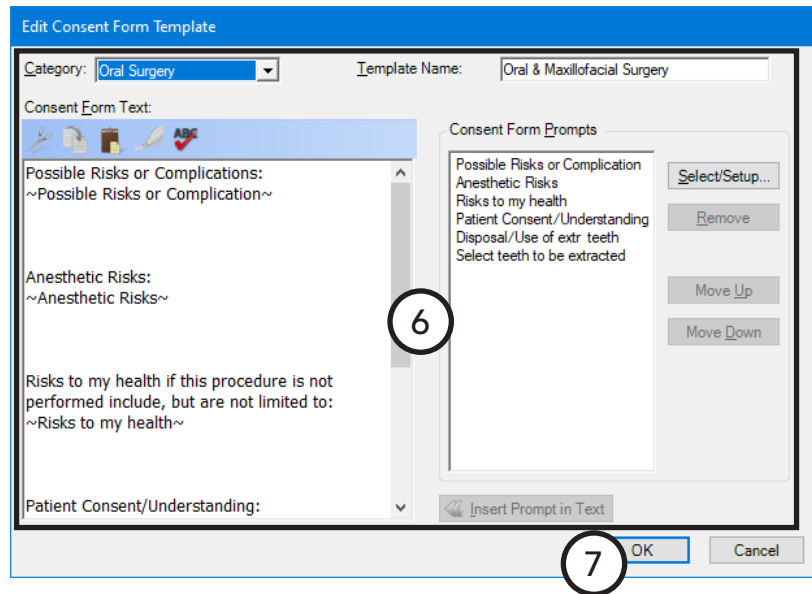 Edit Consent Form Template
Category: Oral Surgery Template Name: Oral & Maxillofacial Surgery
Consent Form Text:
ABC
Possible Risks or Complications:
~Possible Risks or Complication~
Anesthetic Risks:
~Anesthetic Risks~
Risks to my health if this procedure is not
performed include, but are not limited to:
~Risks to my health~
Patient Consent/Understanding:
6
Consent Form Prompts
Possible Risks or Complication
Anesthetic Risks
Risks to my health
Patient Consent/Understanding
Disposal/Use of extr teeth
Select teeth to be extracted
Select/Setup...
Remove
Move Up
Move Down
Insert Prompt in Text
7
OK
Cancel